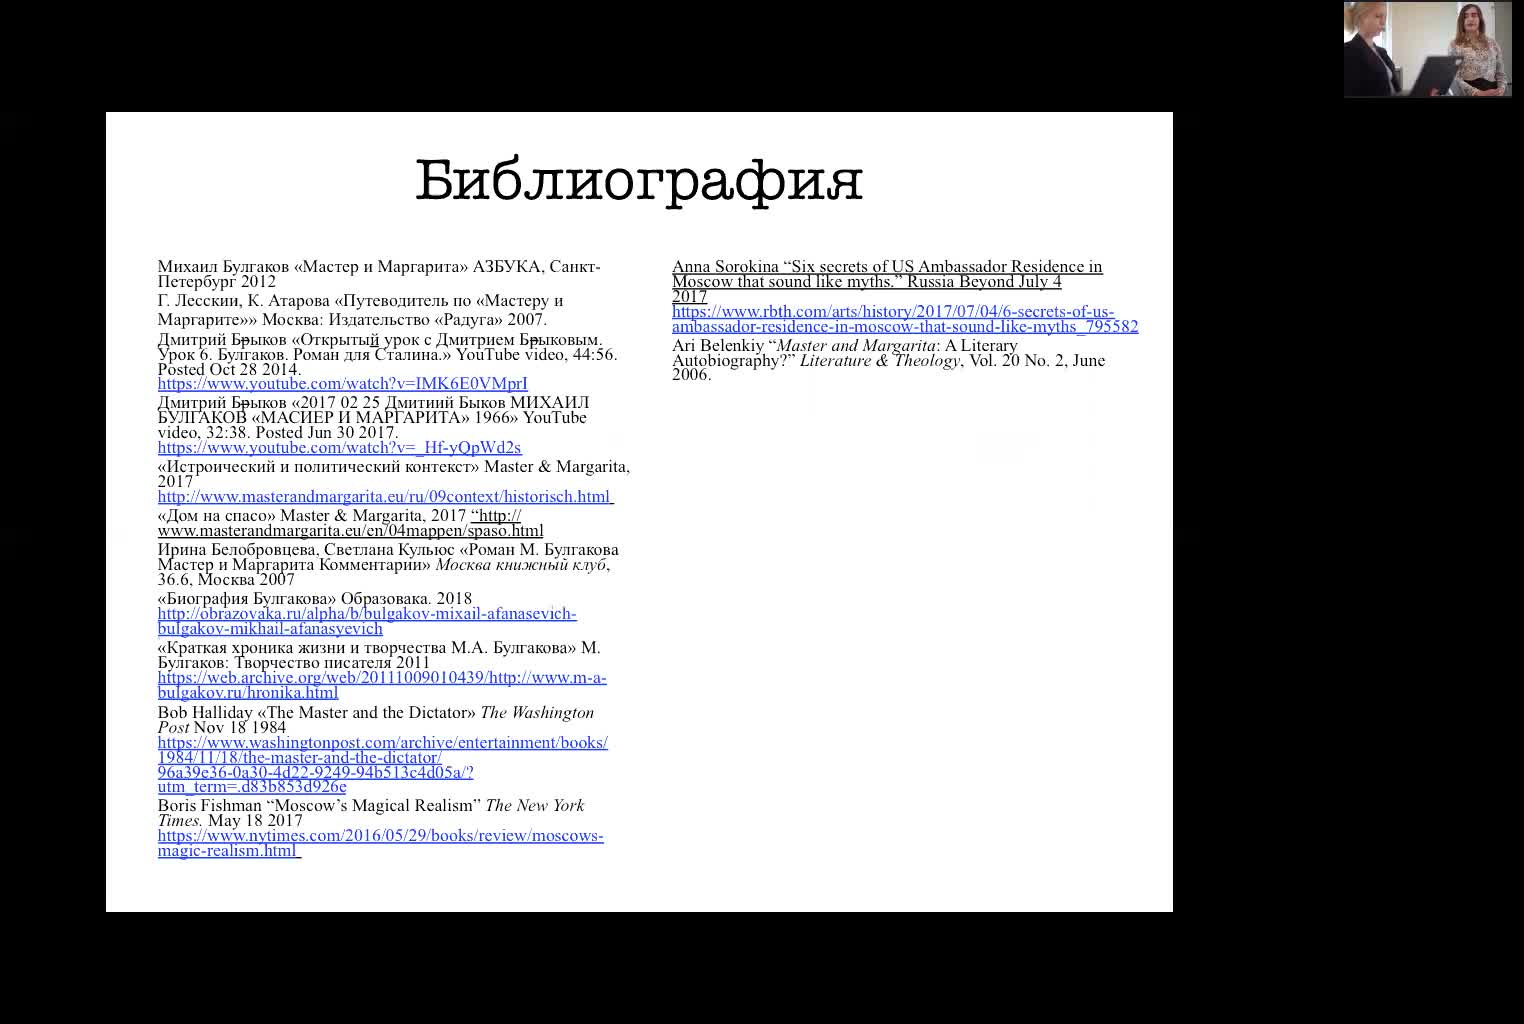 Библиография
Михаил Булгаков «Мастер и Маргарита» АЗБУКА, Санкт-
Петербург 2012
Г. Лесскии, К. Атарова «Путеводитель по «Мастеру и
Маргарите»» Москва: Издательство «Радуга» 2007.
Дмитрий Брыков «Открытый урок с Дмитрием Брыковым.
Урок 6. Булгаков. Роман для Сталина.» YouTube video, 44:56.
Posted Oct 28 2014.
https://www.youtube.com/watch?v=IMK6E0VMprI
Дмитрий Брыков «2017 02 25 Дмитиий Быков МИХАИЛ
БУЛГАКОВ «МАСИЕР И МАРГАРИТА» 1966» YouTube
video, 32:38. Posted Jun 30 2017.
https://www.youtube.com/watch?v=_Hf-yQpWd2s
«Истроический и политический контекст» Master & Margarita,
2017
http://www.masterandmargarita.eu/ru/09context/historisch.html
«Дом на спасо» Master & Margarita, 2017 “http://
www.masterandmargarita.eu/en/04mappen/spaso.html
Ирина Белобровцева, Светлана Кульюс «Роман М. Булгакова
Мастер и Маргарита Комментарии» Москва книжный клуб,
36.6, Москва 2007
«Биография Булгакова» Образовака. 2018
http://obrazovaka.ru/alpha/b/bulgakov-mixail-afanasevich-
bulgakov-mikhail-afanasyevich
«Краткая хроника жизни и творчества М.А. Булгакова» М.
Булгаков: Творчество писателя 2011
https://web.archive.org/web/20111009010439/http://www.m-a-
bulgakov.ru/hronika.html
Bob Halliday «The Master and the Dictator» The Washington
Post Nov 18 1984
https://www.washingtonpost.com/archive/entertainment/books/
1984/11/18/the-master-and-the-dictator/
96a39e36-0a30-4d22-9249-94b513c4d05a/?
utm_term=.d83b853d926e
Boris Fishman “Moscow’s Magical Realism” The New York
Times. May 18 2017
https://www.nytimes.com/2016/05/29/books/review/moscows-
magic-realism.html
Anna Sorokina “Six secrets of US Ambassador Residence in
Moscow that sound like myths.” Russia Beyond July 4
2017
https://www.rbth.com/arts/history/2017/07/04/6-secrets-of-us-
ambassador-residence-in-moscow-that-sound-like-myths_795582
Ari Belenkiy “Master and Margarita: A Literary
Autobiography?” Literature & Theology, Vol. 20 No. 2, June
2006.